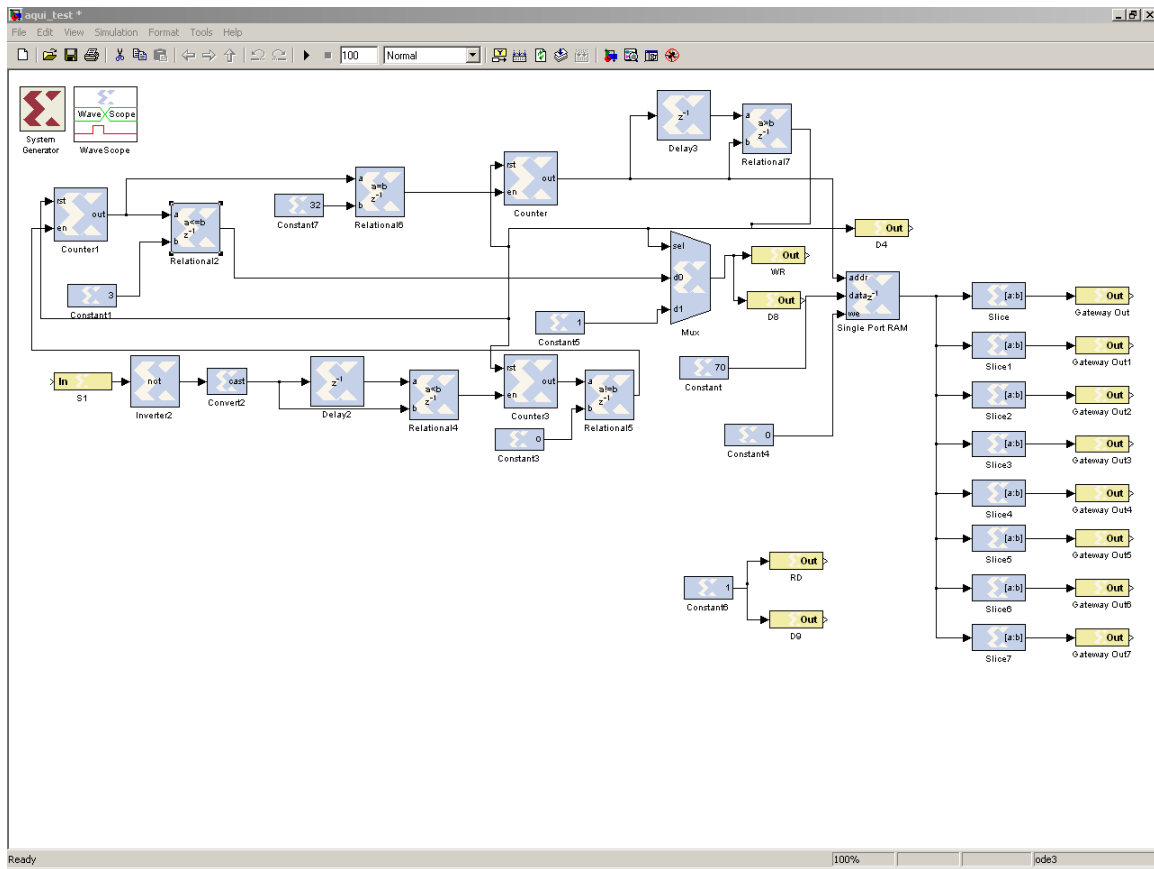 aqui_test *
File Edit View Simulation Format Tools Help
100 Normal
System Generator
Wave Scope
WaveScope
z-1
Delay3
a
b
a>b
z-1
Relational7
rst
en
out
Counter1
a
b
a<=b
z-1
Relational2
3
Constant1
32
Constant7
a
b
a=b
z-1
Relational6
rst
en
out
Counter
sel
d0
d1
Mux
1
Constant5
Out
WR
Out
D8
Out
D4
addr
data
we
z-1
Single Port RAM
70
Constant
0
Constant4
In
S1
not
Inverter2
cast
Convert2
z-1
Delay2
a
b
a<b
z-1
Relational4
rst
en
out
Counter3
0
Constant3
a
b
a!=b
z-1
Relational5
1
Constant6
Out
RD
Out
D9
[a:b]
Slice
Out
Gateway Out
[a:b]
Slice1
Out
Gateway Out1
[a:b]
Slice2
Out
Gateway Out2
[a:b]
Slice3
Out
Gateway Out3
[a:b]
Slice4
Out
Gateway Out4
[a:b]
Slice5
Out
Gateway Out5
[a:b]
Slice6
Out
Gateway Out6
[a:b]
Slice7
Out
Gateway Out7
Ready 100% ode3